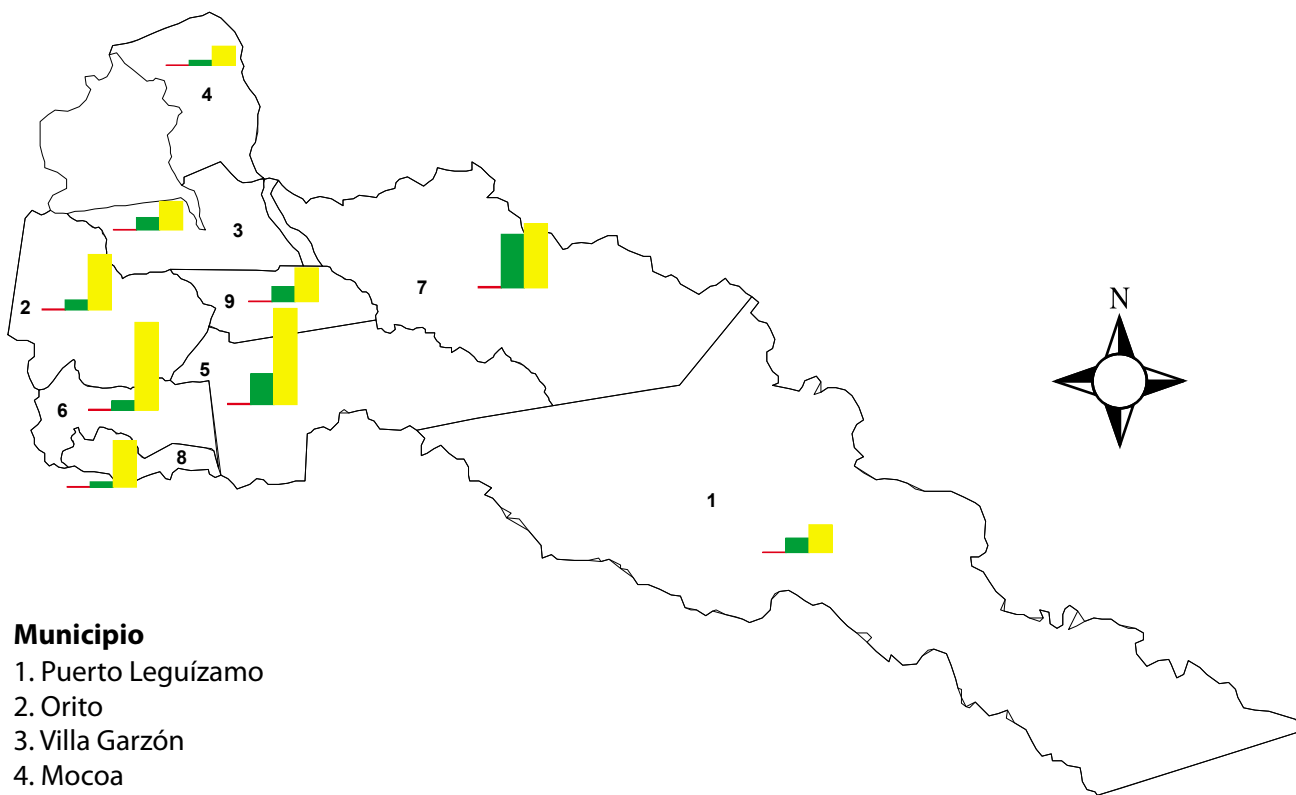 4
3
2
9
7
5
6
8
1
N
Municipio
1. Puerto Leguízamo
2. Orito
3. Villa Garzón
4. Mocoa